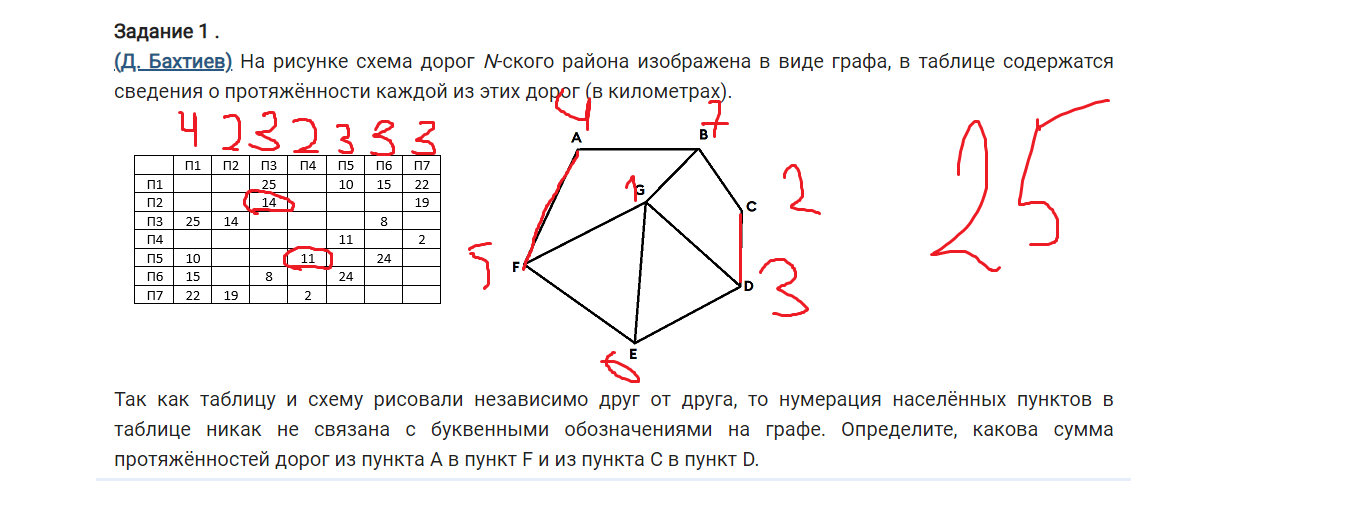 Задание 1 .
(Д. Бахтиев) На рисунке схема дорог N-ского района изображена в виде графа, в таблице содержатся
сведения о протяжённости каждой из этих дорог (в километрах).
4 2 3 2 3 3 3
П1 П2 П3 П4 П5 П6 П7
П1 25 10 15 22
П2 14 19
П3 25 14 8
П4 11 2
П5 10 11 24
П6 15 8 24
П7 22 19 2
4
A
B 7
1 G
C 2
5 F
D 3
E
6
25
Так как таблицу и схему рисовали независимо друг от друга, то нумерация населённых пунктов в
таблице никак не связана с буквенными обозначениями на графе. Определите, какова сумма
протяжённостей дорог из пункта A в пункт F и из пункта C в пункт D.